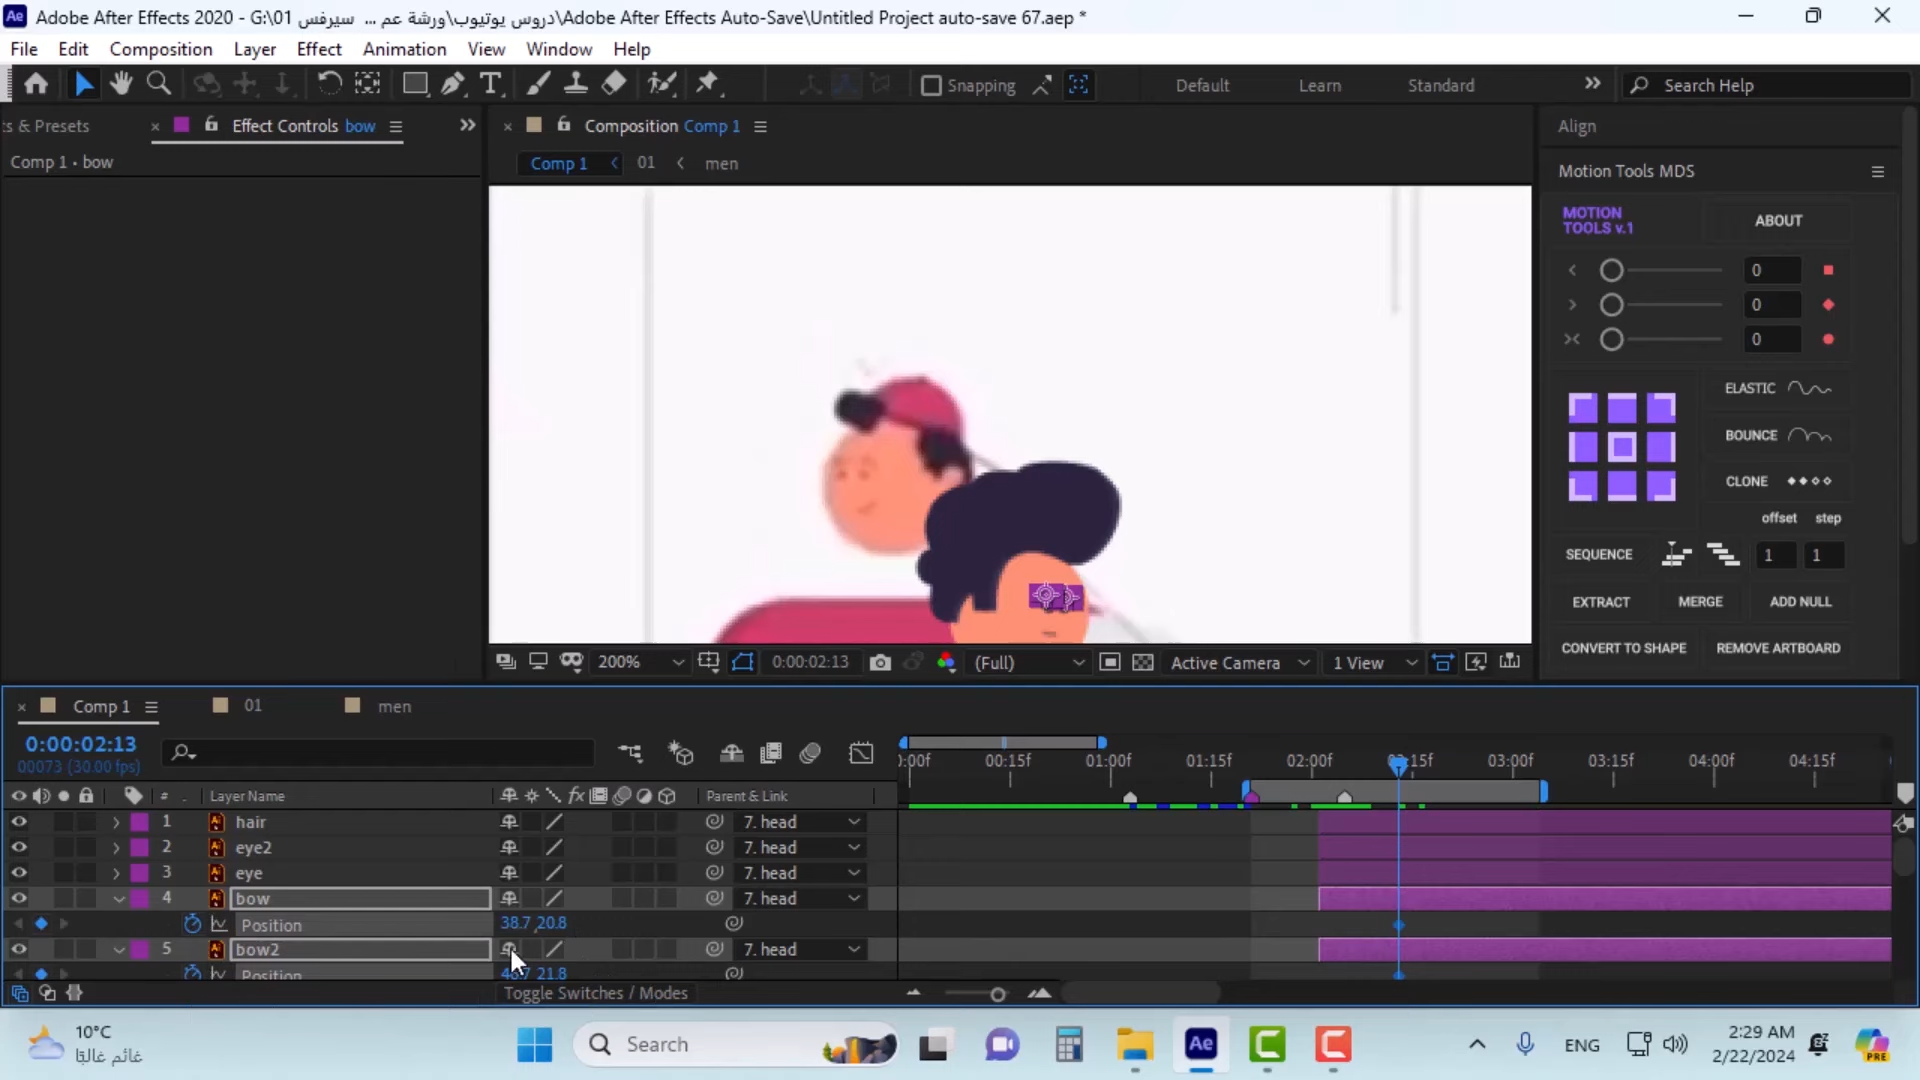 Adobe After Effects 2020 - G:\01 سيرفس ... ورشة عم\دروس يوتيوب\Adobe After Effects Auto-Save\Untitled Project auto-save 67.aep *
File Edit Composition Layer Effect Animation View Window Help
Snapping Default Learn Standard Search Help
ts & Presets Effect Controls bow
Comp 1 • bow
Composition Comp 1
Comp 1 01 men
Align
Motion Tools MDS
MOTION TOOLS v.1
ABOUT
0
0
0
ELASTIC
BOUNCE
CLONE
offset step
SEQUENCE 1 1
EXTRACT MERGE ADD NULL
CONVERT TO SHAPE REMOVE ARTBOARD
200% 0:00:02:13 (Full) Active Camera 1 View
Comp 1 01 men
0:00:02:13
00073 (30.00 fps)
:00f 00:15f 01:00f 01:15f 02:00f 15f 03:00f 03:15f 04:00f 04:15f
# Layer Name Parent & Link
1 hair 7. head
2 eye2 7. head
3 eye 7. head
4 bow 7. head
Position 38.7,20.8
5 bow2 7. head
Position 21.8
Toggle Switches / Modes
10°C
غائم غالبًا
Search
ENG
2:29 AM
2/22/2024
PRE